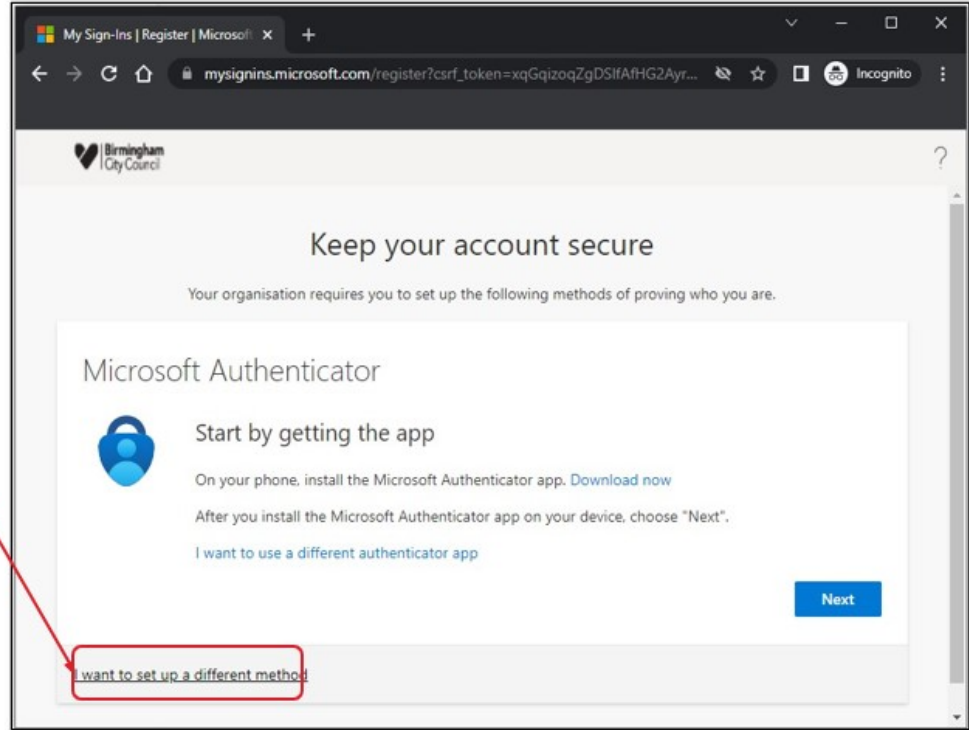 My Sign-Ins | Register | Microsoft
mysignins.microsoft.com/register?csrf_token=xqGqizoqZgDSIfAfHG2Ayr...
Incognito
Birmingham
City Council
?
Keep your account secure
Your organisation requires you to set up the following methods of proving who you are.
Microsoft Authenticator
Start by getting the app
On your phone, install the Microsoft Authenticator app. Download now
After you install the Microsoft Authenticator app on your device, choose "Next".
I want to use a different authenticator app
Next
I want to set up a different method